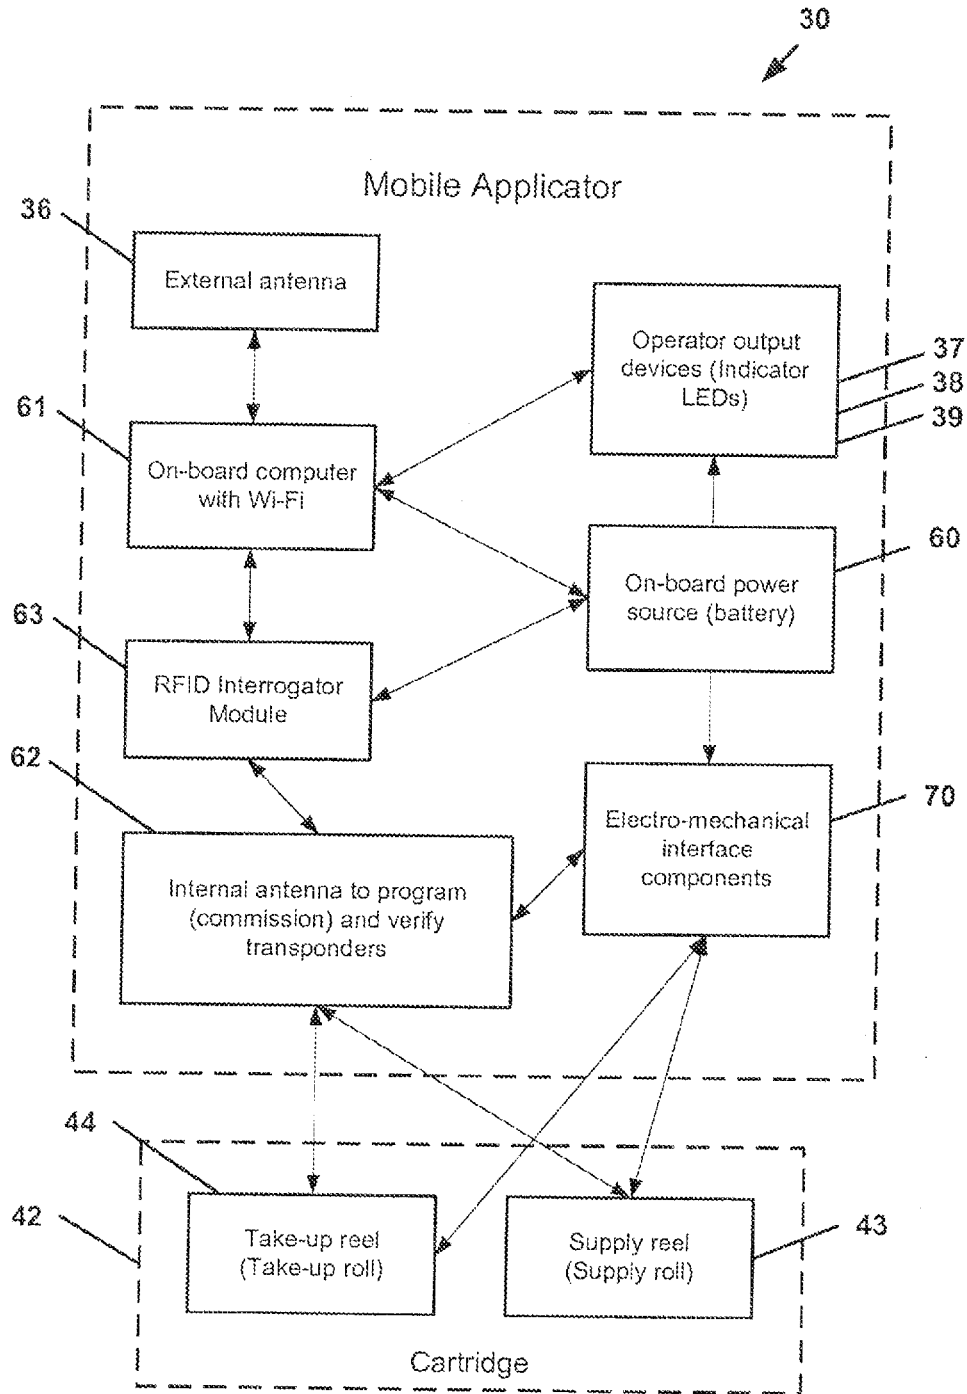 30
Mobile Applicator
36
External antenna
Operator output
devices (Indicator
LEDs)
37
38
39
61
On-board computer
with Wi-Fi
60
On-board power
source (battery)
63
RFID Interrogator
Module
62
70
Electro-mechanical
interface
components
Internal antenna to program
(commission) and verify
transponders
44
42
Take-up reel
(Take-up roll)
Supply reel
(Supply roll)
43
Cartridge